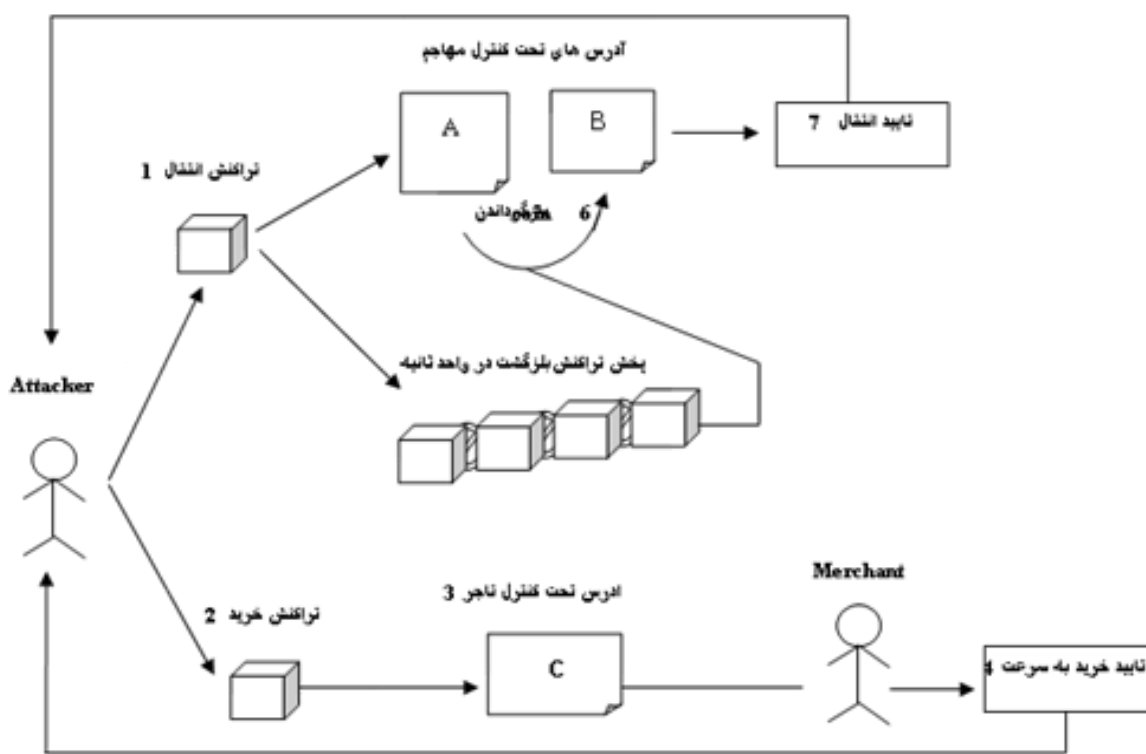 آدرس های تحت کنترل مهاجم
A
B
7 تایید انتقال
1 تراکنش انتقال
6
پخش تراکنش بازگشت در واحد ثانیه
Attacker
Merchant
3 ادرس تحت کنترل تاجر
2 تراکنش خرید
C
4 تایید خرید به سرعت